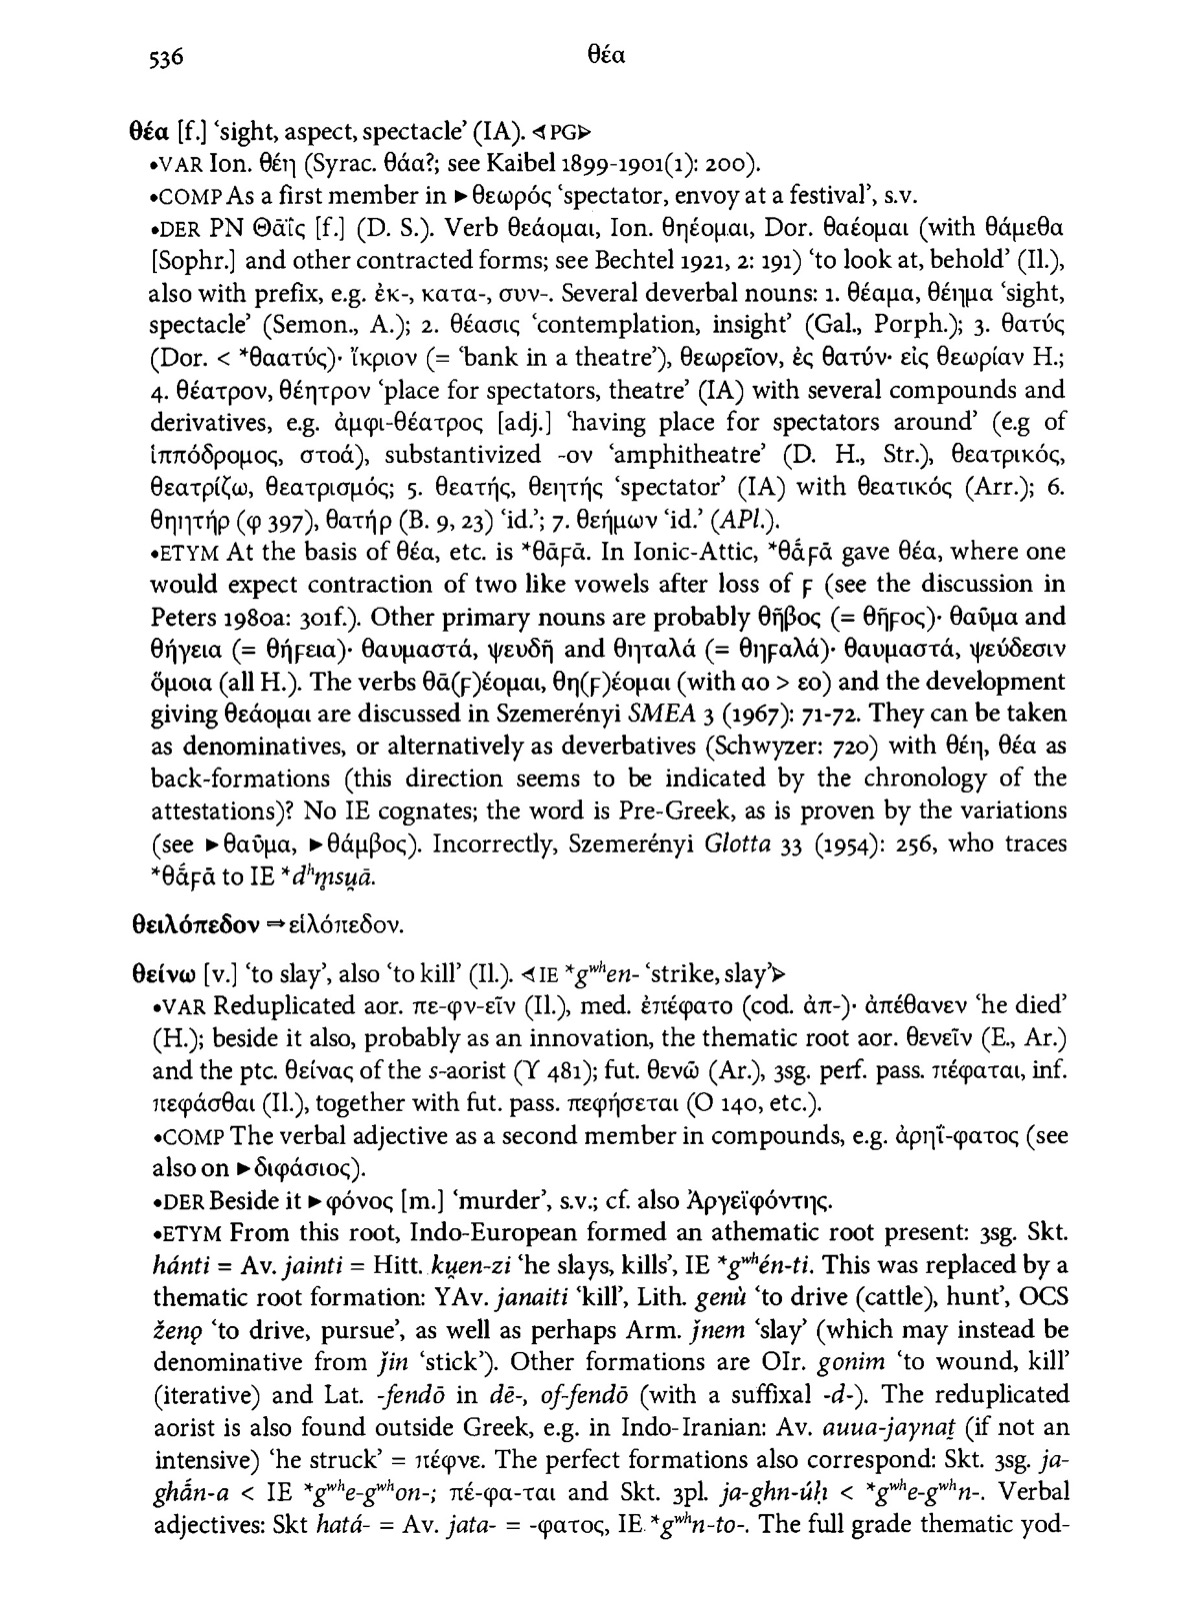 536
θέα
θέα [f.] ‘sight, aspect, spectacle’ (IA). ⮜PG⮞
•VAR Ion. θέη (Syrac. θάα?; see Kaibel 1899-1901(1): 200).
•COMP As a first member in ►θεωρός ‘spectator, envoy at a festival’, s.v.
•DER PN Θᾱΐς [f.] (D. S.). Verb θεάομαι, Ion. θηέομαι, Dor. θαέομαι (with θάμεθα
[Sophr.] and other contracted forms; see Bechtel 1921, 2: 191) ‘to look at, behold’ (Il.),
also with prefix, e.g. ἐκ-, κατα-, συν-. Several deverbal nouns: 1. θέαμα, θέημα ‘sight,
spectacle’ (Semon., A.); 2. θέασις ‘contemplation, insight’ (Gal., Porph.); 3. θατύς
(Dor. < *θαατύς)· ἴκριον (= ‘bank in a theatre’), θεωρεῖον, ἐς θατύν· εἰς θεωρίαν H.;
4. θέατρον, θέητρον ‘place for spectators, theatre’ (IA) with several compounds and
derivatives, e.g. ἀμφι-θέατρος [adj.] ‘having place for spectators around’ (e.g of
ἱππόδρομος, στοά), substantivized -ον ‘amphitheatre’ (D. H., Str.), θεατρικός,
θεατρίζω, θεατρισμός; 5. θεατής, θειητής ‘spectator’ (IA) with θεατικός (Arr.); 6.
θηητήρ (φ 397), θατήρ (B. 9, 23) ‘id.’; 7. θεήμων ‘id.’ (APl.).
•ETYM At the basis of θέα, etc. is *θᾱϝᾱ. In Ionic-Attic, *θᾱ́ϝᾱ gave θέα, where one
would expect contraction of two like vowels after loss of ϝ (see the discussion in
Peters 1980a: 301f.). Other primary nouns are probably θῆβος (= θῆϝος)· θαῦμα and
θήγεια (= θήϝεια)· θαυμαστά, ψευδῆ and θηταλά (= θηϝαλά)· θαυμαστά, ψεύδεσιν
ὅμοια (all H.). The verbs θᾱ(ϝ)έομαι, θη(ϝ)έομαι (with αο > εο) and the development
giving θεάομαι are discussed in Szemerényi SMEA 3 (1967): 71-72. They can be taken
as denominatives, or alternatively as deverbatives (Schwyzer: 720) with θέη, θέα as
back-formations (this direction seems to be indicated by the chronology of the
attestations)? No IE cognates; the word is Pre-Greek, as is proven by the variations
(see ►θαῦμα, ►θάμβος). Incorrectly, Szemerényi Glotta 33 (1954): 256, who traces
*θᾱ́ϝᾱ to IE *dʰm̥su̯ā.
θειλόπεδον ⇒ εἰλόπεδον.
θείνω [v.] ‘to slay’, also ‘to kill’ (Il.). ⮜IE *gʷʰen- ‘strike, slay’⮞
•VAR Reduplicated aor. πε-φν-εῖν (Il.), med. ἐπέφατο (cod. ἀπ-)· ἀπέθανεν ‘he died’
(H.); beside it also, probably as an innovation, the thematic root aor. θενεῖν (E., Ar.)
and the ptc. θείνας of the s-aorist (Υ 481); fut. θενῶ (Ar.), 3sg. perf. pass. πέφαται, inf.
πεφάσθαι (Il.), together with fut. pass. πεφήσεται (Ο 140, etc.).
•COMP The verbal adjective as a second member in compounds, e.g. ἀρηΐ-φατος (see
also on ►διφάσιος).
•DER Beside it ►φόνος [m.] ‘murder’, s.v.; cf. also Ἀργεϊφόντης.
•ETYM From this root, Indo-European formed an athematic root present: 3sg. Skt.
hánti = Av. jainti = Hitt. ku̯en-zi ‘he slays, kills’, IE *gʷʰén-ti. This was replaced by a
thematic root formation: YAv. janaiti ‘kill’, Lith. genù ‘to drive (cattle), hunt’, OCS
ženǫ ‘to drive, pursue’, as well as perhaps Arm. ǰnem ‘slay’ (which may instead be
denominative from ǰin ‘stick’). Other formations are OIr. gonim ‘to wound, kill’
(iterative) and Lat. -fendō in dē-, of-fendō (with a suffixal -d-). The reduplicated
aorist is also found outside Greek, e.g. in Indo-Iranian: Av. auua-jaynat̰ (if not an
intensive) ‘he struck’ = πέφνε. The perfect formations also correspond: Skt. 3sg. ja-
ghā́n-a < IE *gʷʰe-gʷʰon-; πέ-φα-ται and Skt. 3pl. ja-ghn-úḥ < *gʷʰe-gʷʰn-. Verbal
adjectives: Skt hatá- = Av. jata- = -φατος, IE *gʷʰn-to-. The full grade thematic yod-